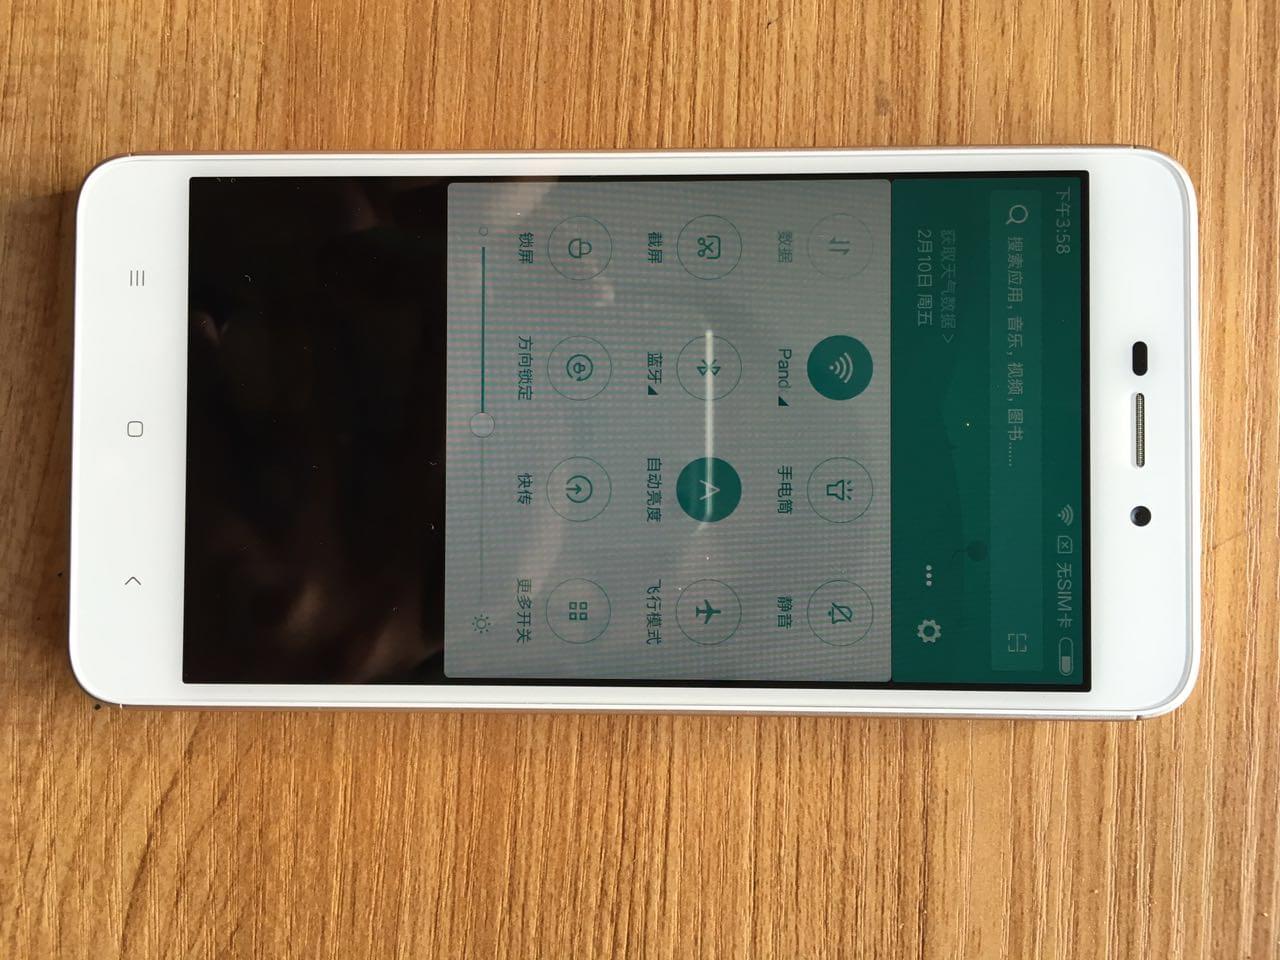 下午3:58 无SIM卡
搜索应用，音乐，视频，图书......
获取天气数据 >
2月10日 周五
数据 Pand 手电筒 静音
A
截屏 蓝牙 自动亮度 飞行模式
锁屏 方向锁定 快传 更多开关